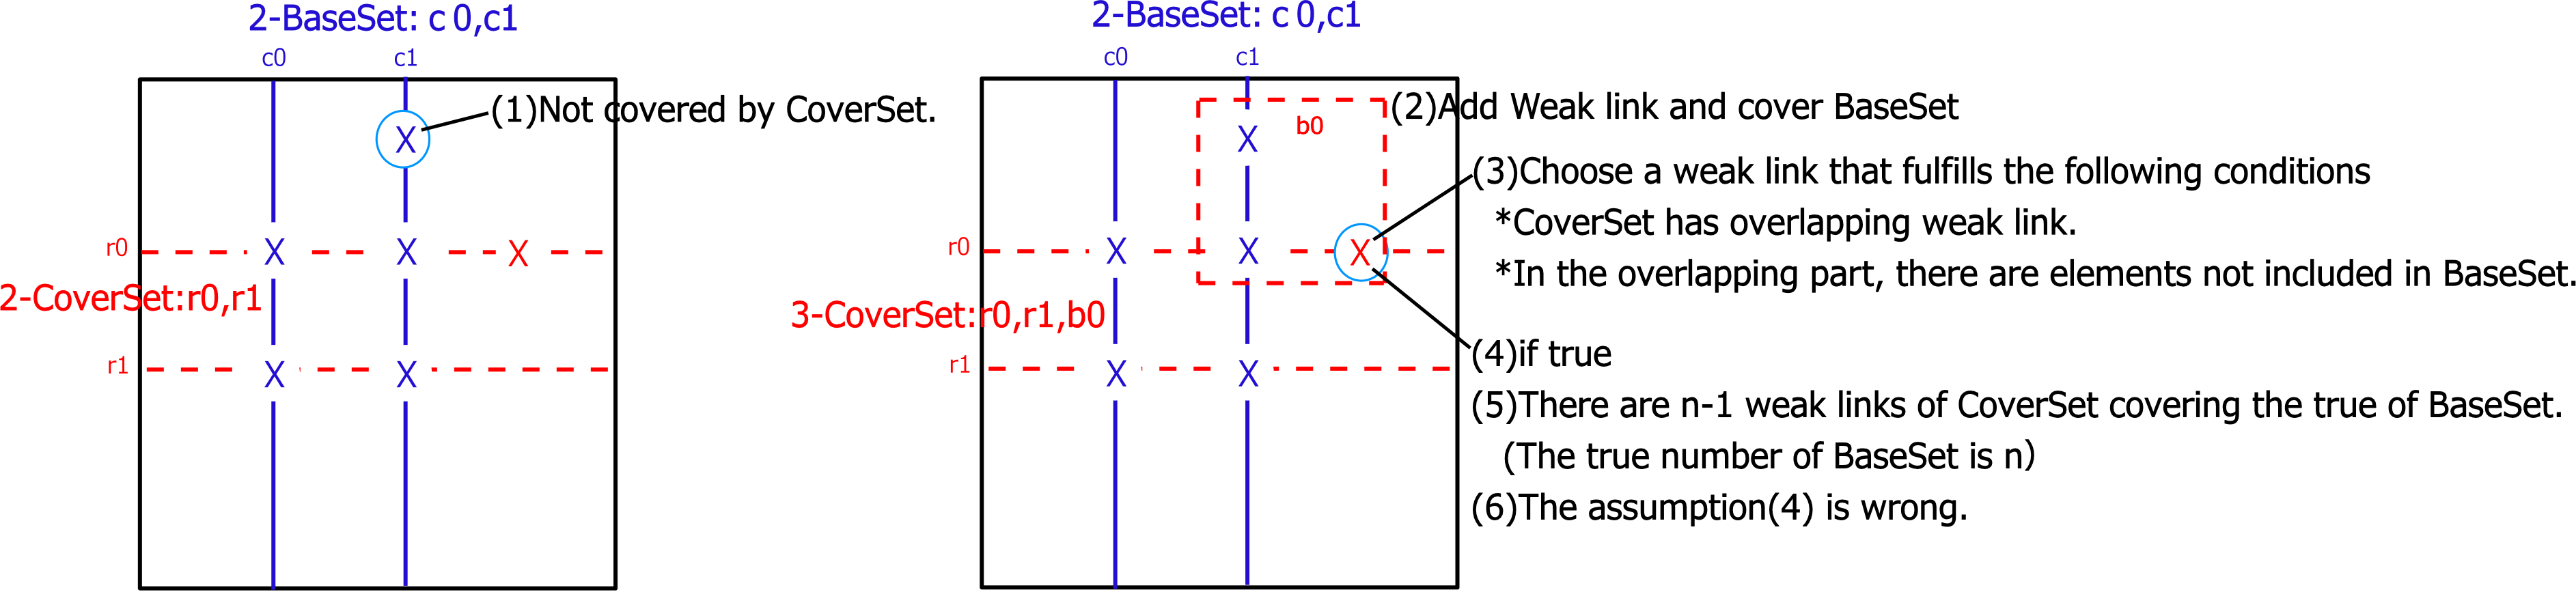 2-BaseSet: c 0,c1
c0 c1
(1)Not covered by CoverSet.
X
r0 X X X
2-CoverSet:r0,r1
r1 X X
2-BaseSet: c 0,c1
c0 c1
(2)Add Weak link and cover BaseSet
b0
X
(3)Choose a weak link that fulfills the following conditions
*CoverSet has overlapping weak link.
r0 X X X
*In the overlapping part, there are elements not included in BaseSet.
3-CoverSet:r0,r1,b0
(4)if true
r1 X X
(5)There are n-1 weak links of CoverSet covering the true of BaseSet.
(The true number of BaseSet is n)
(6)The assumption(4) is wrong.